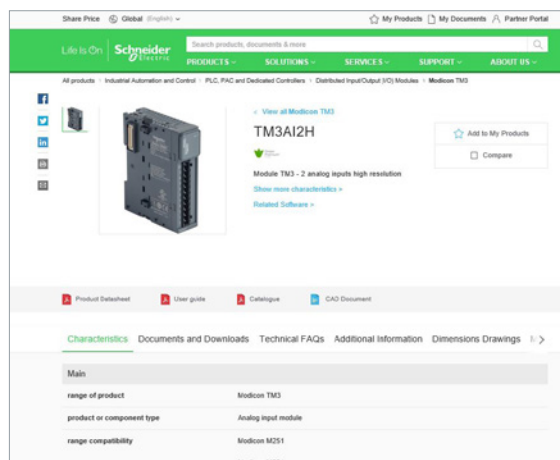 Share Price Global (English) My Products My Documents Partner Portal
Life Is On Schneider Electric
Search products, documents & more
PRODUCTS SOLUTIONS SERVICES SUPPORT ABOUT US
All products Industrial Automation and Control PLC, PAC and Dedicated Controllers Distributed Input/Output (I/O) Modules Modicon TM3
< View all Modicon TM3
TM3AI2H
Add to My Products
Compare
Module TM3 - 2 analog inputs high resolution
Show more characteristics >
Related Software >
Product Datasheet User guide Catalogue CAD Document
Characteristics Documents and Downloads Technical FAQs Additional Information Dimensions Drawings
Main
range of product Modicon TM3
product or component type Analog input module
range compatibility Modicon M251